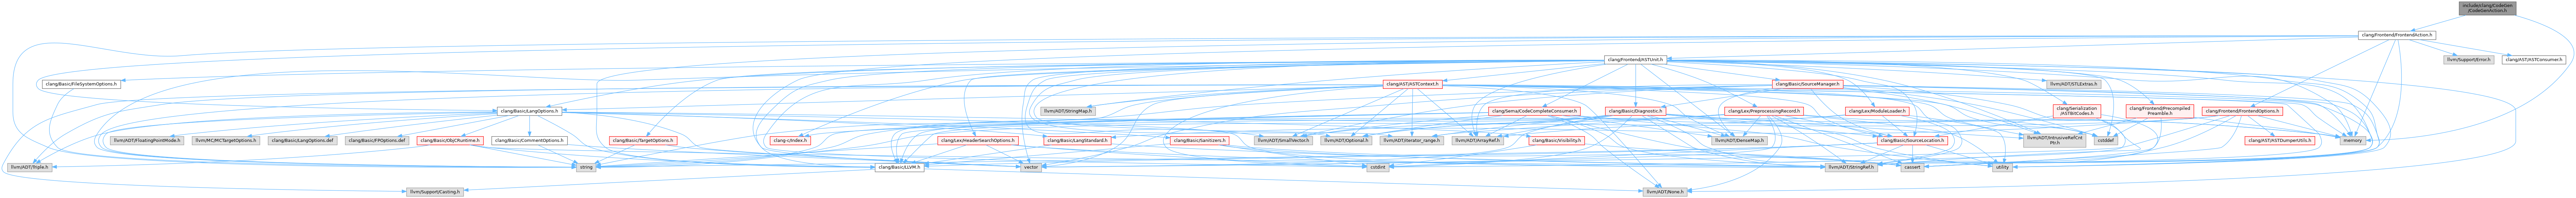 include/clang/CodeGen
/CodeGenAction.h
clang/Frontend/FrontendAction.h
clang/Frontend/ASTUnit.h
llvm/Support/Error.h
clang/AST/ASTConsumer.h
clang/Basic/FileSystemOptions.h
clang/AST/ASTContext.h
clang/Basic/SourceManager.h
llvm/ADT/STLExtras.h
llvm/ADT/StringMap.h
clang/Basic/LangOptions.h
clang/Sema/CodeCompleteConsumer.h
clang/Basic/Diagnostic.h
clang/Lex/PreprocessingRecord.h
clang/Lex/ModuleLoader.h
clang/Serialization
/ASTBitCodes.h
clang/Frontend/Precompiled
Preamble.h
clang/Frontend/FrontendOptions.h
llvm/ADT/FloatingPointMode.h
llvm/MC/MCTargetOptions.h
clang/Basic/LangOptions.def
clang/Basic/FPOptions.def
clang/Basic/ObjCRuntime.h
clang/Basic/CommentOptions.h
clang/Basic/TargetOptions.h
clang-c/Index.h
clang/Lex/HeaderSearchOptions.h
clang/Basic/LangStandard.h
clang/Basic/Sanitizers.h
llvm/ADT/SmallVector.h
llvm/ADT/Optional.h
llvm/ADT/iterator_range.h
llvm/ADT/ArrayRef.h
clang/Basic/Visibility.h
llvm/ADT/DenseMap.h
clang/Basic/SourceLocation.h
llvm/ADT/IntrusiveRefCnt
Ptr.h
cstddef
clang/AST/ASTDumperUtils.h
memory
llvm/ADT/Triple.h
string
clang/Basic/LLVM.h
vector
cstdint
llvm/ADT/StringRef.h
cassert
utility
llvm/Support/Casting.h
llvm/ADT/None.h